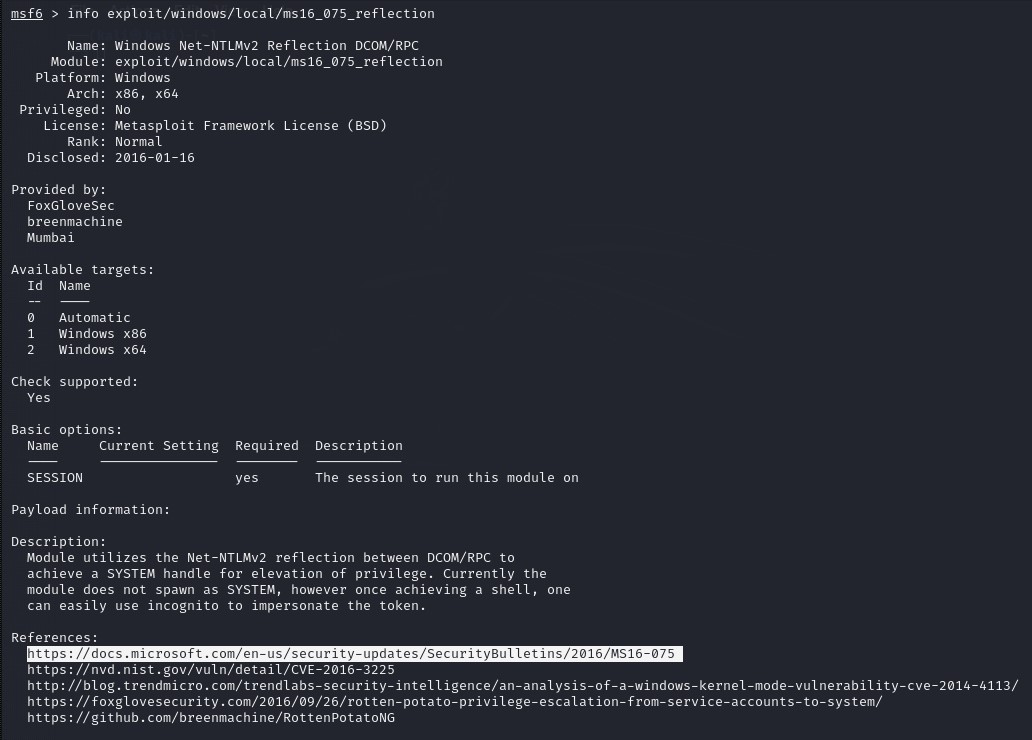 msf6 > info exploit/windows/local/ms16_075_reflection
Name: Windows Net-NTLMv2 Reflection DCOM/RPC
Module: exploit/windows/local/ms16_075_reflection
Platform: Windows
Arch: x86, x64
Privileged: No
License: Metasploit Framework License (BSD)
Rank: Normal
Disclosed: 2016-01-16
Provided by:
FoxGloveSec
breenmachine
Mumbai
Available targets:
Id  Name
--  ----
0   Automatic
1   Windows x86
2   Windows x64
Check supported:
Yes
Basic options:
Name     Current Setting  Required  Description
----     ---------------  --------  -----------
SESSION                   yes       The session to run this module on
Payload information:
Description:
Module utilizes the Net-NTLMv2 reflection between DCOM/RPC to
achieve a SYSTEM handle for elevation of privilege. Currently the
module does not spawn as SYSTEM, however once achieving a shell, one
can easily use incognito to impersonate the token.
References:
https://docs.microsoft.com/en-us/security-updates/SecurityBulletins/2016/MS16-075
https://nvd.nist.gov/vuln/detail/CVE-2016-3225
http://blog.trendmicro.com/trendlabs-security-intelligence/an-analysis-of-a-windows-kernel-mode-vulnerability-cve-2014-4113/
https://foxglovesecurity.com/2016/09/26/rotten-potato-privilege-escalation-from-service-accounts-to-system/
https://github.com/breenmachine/RottenPotatoNG